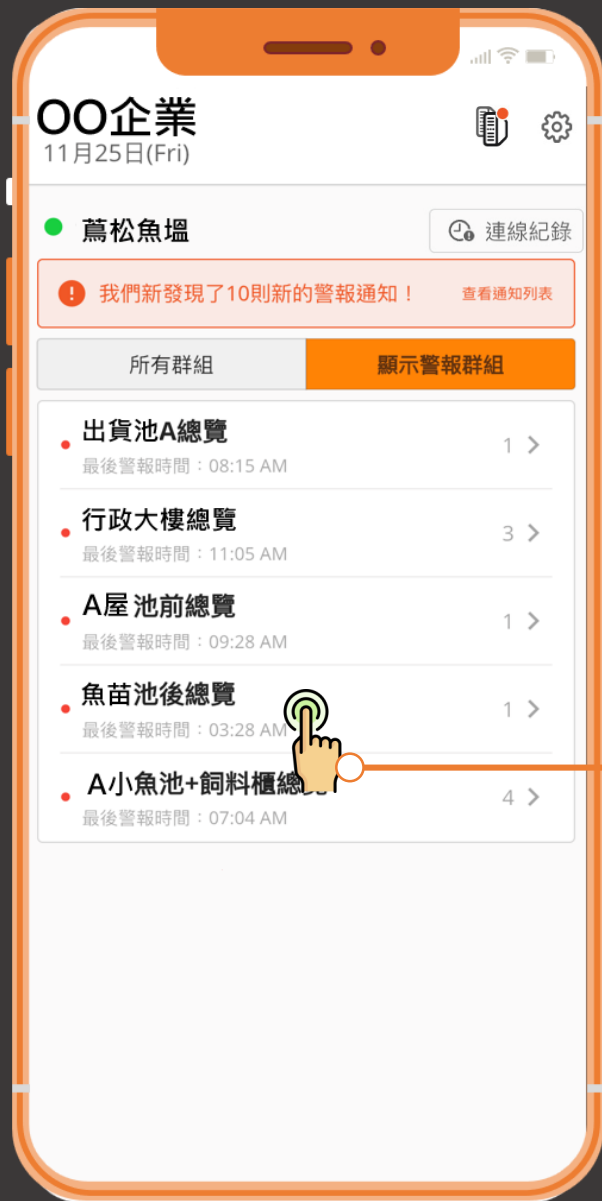 OO企業
11月25日(Fri)
蔦松魚塭
連線紀錄
我們新發現了10則新的警報通知！
查看通知列表
所有群組
顯示警報群組
出貨池A總覽
1
最後警報時間：08:15 AM
行政大樓總覽
3
最後警報時間：11:05 AM
A屋池前總覽
1
最後警報時間：09:28 AM
魚苗池後總覽
1
最後警報時間：03:28 AM
A小魚池+飼料櫃總
4
最後警報時間：07:04 AM